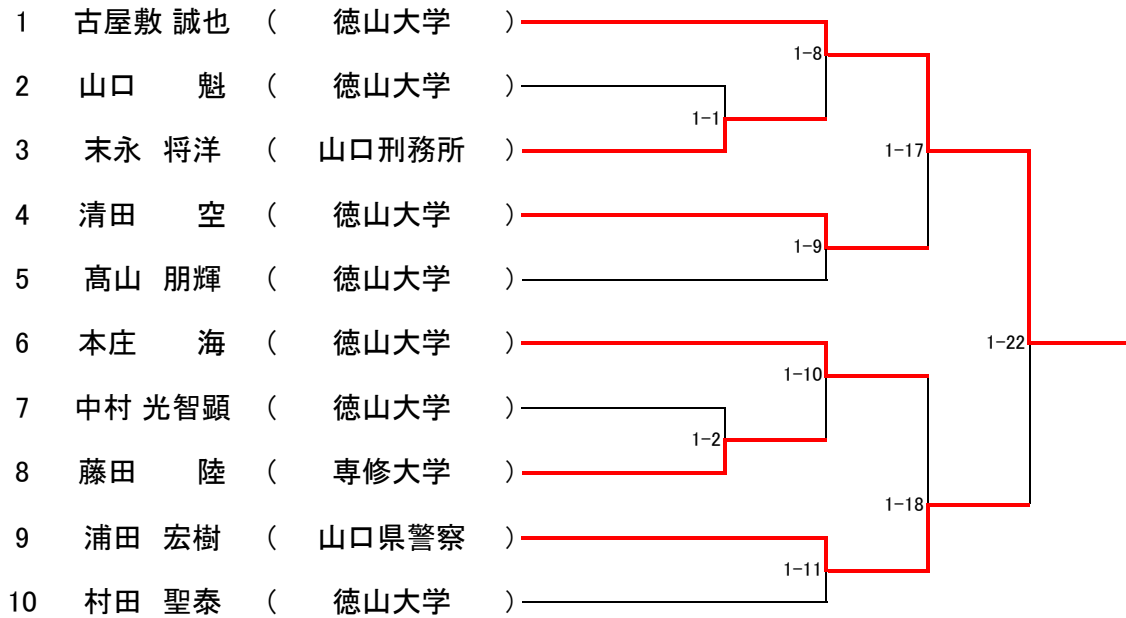 1 古屋敷 誠也 ( 徳山大学 )
1-8
2 山口 魁 ( 徳山大学 )
1-1
3 末永 将洋 ( 山口刑務所 )
1-17
4 清田 空 ( 徳山大学 )
1-9
5 髙山 朋輝 ( 徳山大学 )
6 本庄 海 ( 徳山大学 )
1-22
1-10
7 中村 光智顕 ( 徳山大学 )
1-2
8 藤田 陸 ( 専修大学 )
1-18
9 浦田 宏樹 ( 山口県警察 )
1-11
10 村田 聖泰 ( 徳山大学 )